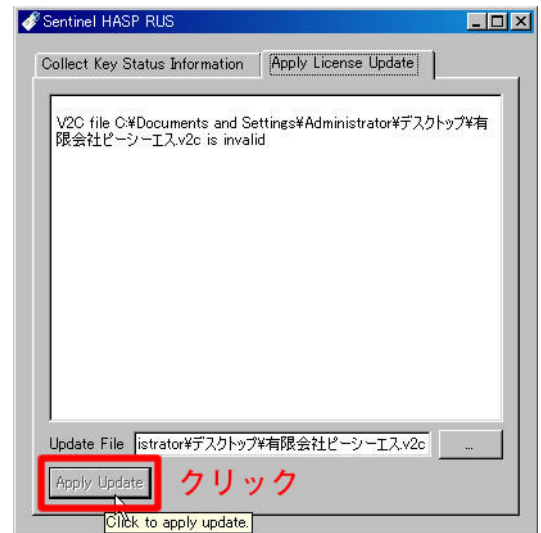 Sentinel HASP RUS
Collect Key Status Information
Apply License Update
V2C file C:¥Documents and Settings¥Administrator¥デスクトップ¥有
限会社ピーシーエス.v2c is invalid
Update File
istrator¥デスクトップ¥有限会社ピーシーエス.v2c
...
Apply Update
クリック
Click to apply update.